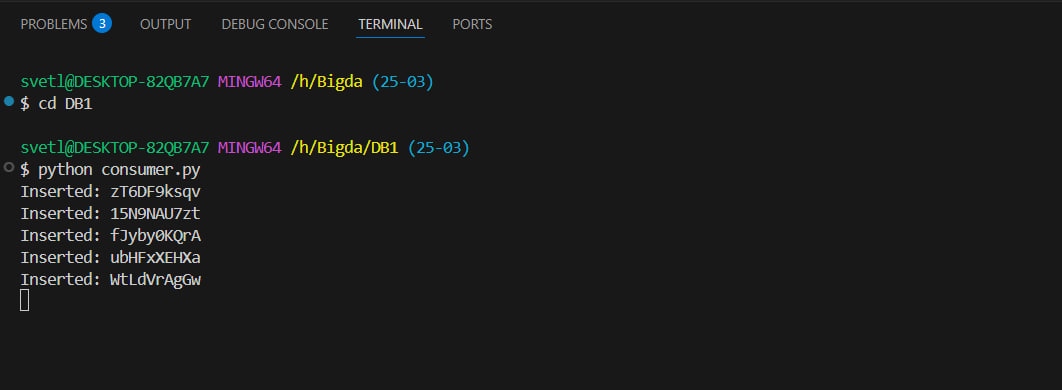 PROBLEMS 3 OUTPUT DEBUG CONSOLE TERMINAL PORTS
svetl@DESKTOP-82QB7A7 MINGW64 /h/Bigda (25-03)
$ cd DB1
svetl@DESKTOP-82QB7A7 MINGW64 /h/Bigda/DB1 (25-03)
$ python consumer.py
Inserted: zT6DF9ksqv
Inserted: 15N9NAU7zt
Inserted: fJyby0KQrA
Inserted: ubHFxXEHXa
Inserted: WtLdVrAgGw